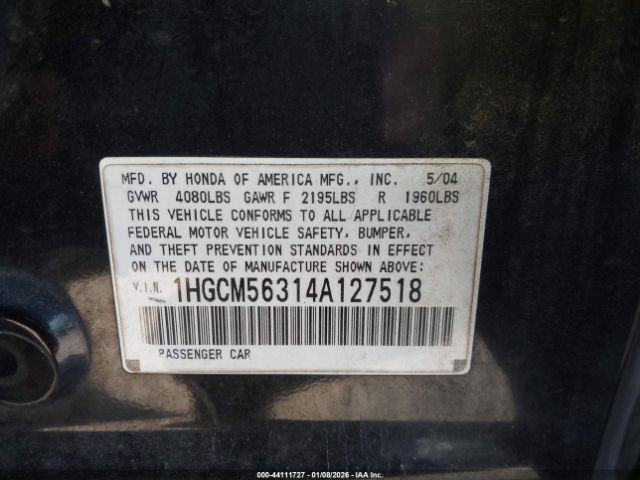 MFD. BY HONDA OF AMERICA MFG., INC. 5/04
GVWR 4080LBS GAWR F 2195LBS R 1960LBS
THIS VEHICLE CONFORMS TO ALL APPLICABLE
FEDERAL MOTOR VEHICLE SAFETY, BUMPER,
AND THEFT PREVENTION STANDARDS IN EFFECT
ON THE DATE OF MANUFACTURE SHOWN ABOVE:
V.I.N. 1HGCM56314A127518
PASSENGER CAR
000-44111727 - 01/08/2026 - IAA Inc.